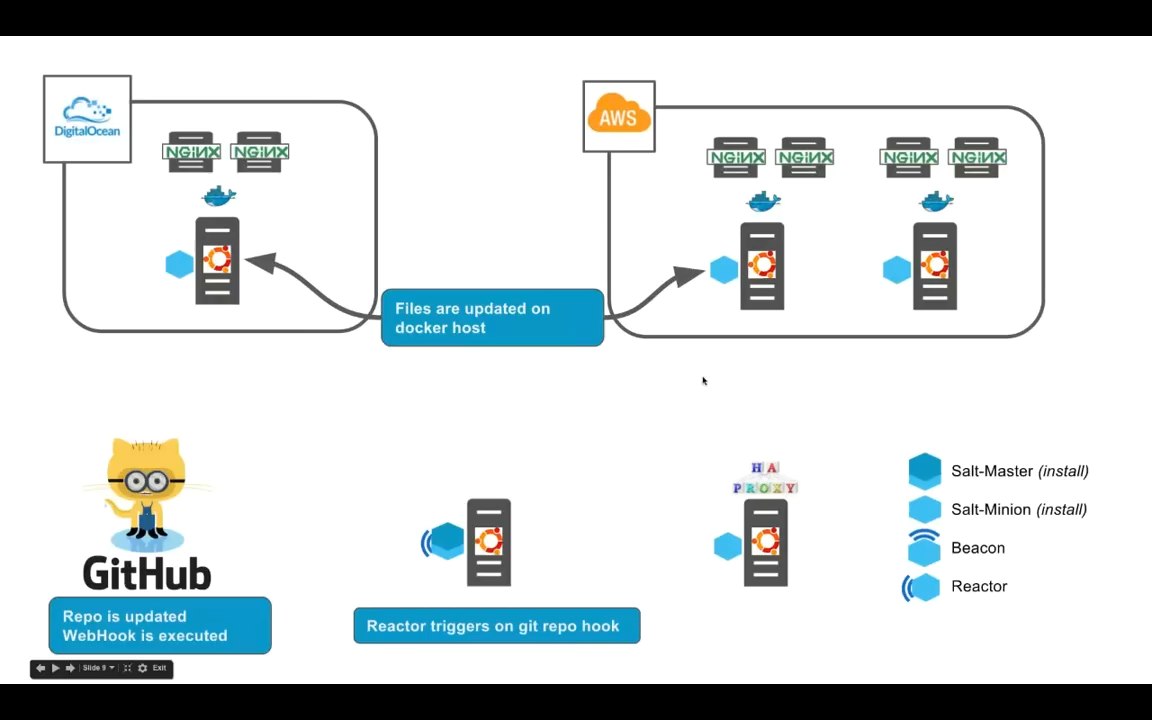 DigitalOcean
AWS
NGINX NGINX
NGINX NGINX NGINX NGINX
Files are updated on
docker host
GitHub
Repo is updated
WebHook is executed
Reactor triggers on git repo hook
HA
PROXY
Salt-Master (install)
Salt-Minion (install)
Beacon
Reactor
Slide 9 Exit